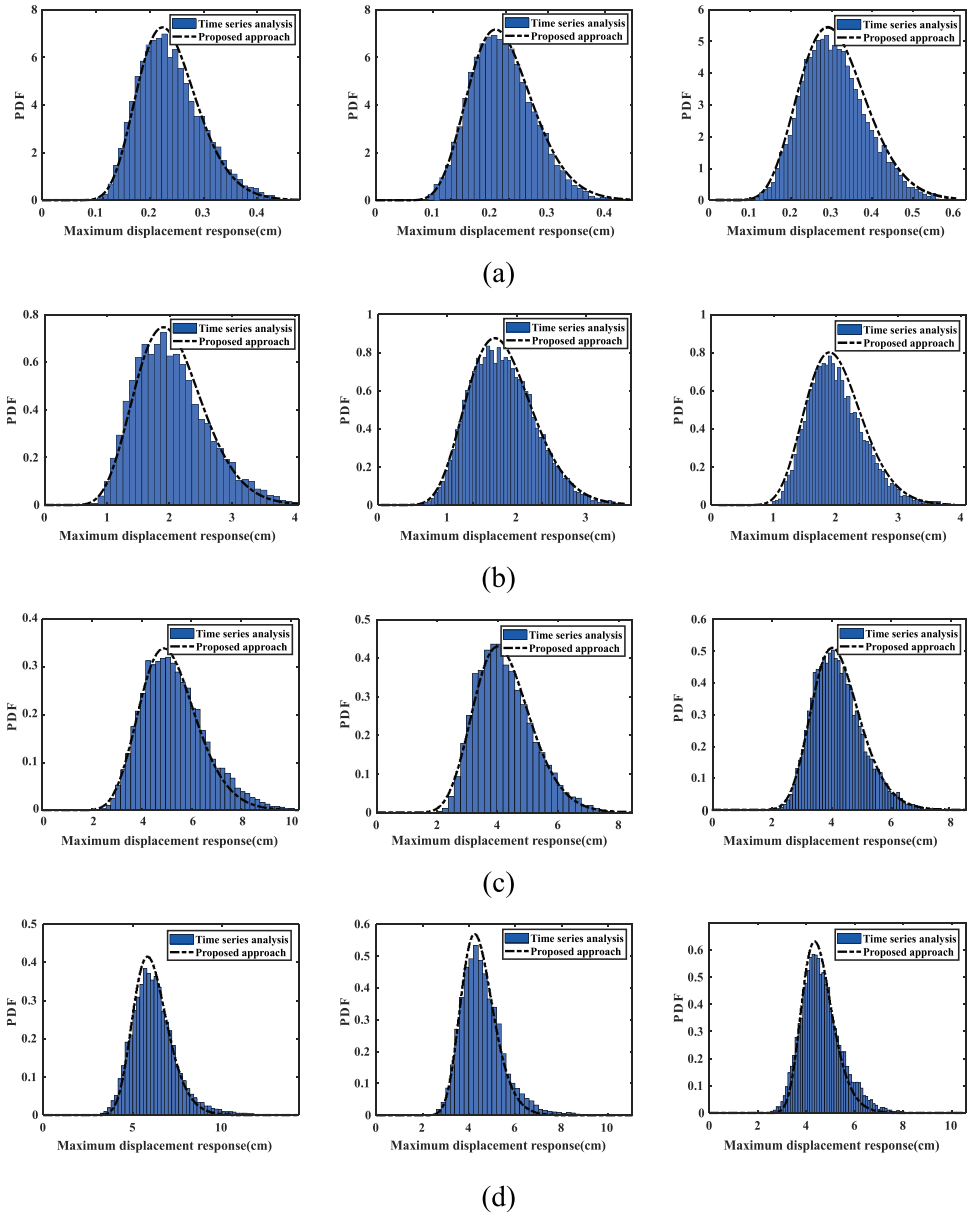 8
6
4
2
0
PDF
Time series analysis
Proposed approach
0 0.1 0.2 0.3 0.4
Maximum displacement response(cm)
8
6
4
2
0
PDF
Time series analysis
Proposed approach
0 0.1 0.2 0.3 0.4
Maximum displacement response(cm)
6
5
4
3
2
1
0
PDF
Time series analysis
Proposed approach
0 0.1 0.2 0.3 0.4 0.5 0.6
Maximum displacement response(cm)
(a)
0.8
0.6
0.4
0.2
0
PDF
Time series analysis
Proposed approach
0 1 2 3 4
Maximum displacement response(cm)
1
0.8
0.6
0.4
0.2
0
PDF
Time series analysis
Proposed approach
0 1 2 3
Maximum displacement response(cm)
1
0.8
0.6
0.4
0.2
0
PDF
Time series analysis
Proposed approach
0 1 2 3 4
Maximum displacement response(cm)
(b)
0.4
0.3
0.2
0.1
0
PDF
Time series analysis
Proposed approach
0 2 4 6 8 10
Maximum displacement response(cm)
0.5
0.4
0.3
0.2
0.1
0
PDF
Time series analysis
Proposed approach
0 2 4 6 8
Maximum displacement response(cm)
0.6
0.5
0.4
0.3
0.2
0.1
0
PDF
Time series analysis
Proposed approach
0 2 4 6 8
Maximum displacement response(cm)
(c)
0.5
0.4
0.3
0.2
0.1
0
PDF
Time series analysis
Proposed approach
0 5 10
Maximum displacement response(cm)
0.6
0.5
0.4
0.3
0.2
0.1
0
PDF
Time series analysis
Proposed approach
0 2 4 6 8 10
Maximum displacement response(cm)
0.6
0.5
0.4
0.3
0.2
0.1
0
PDF
Time series analysis
Proposed approach
0 2 4 6 8 10
Maximum displacement response(cm)
(d)